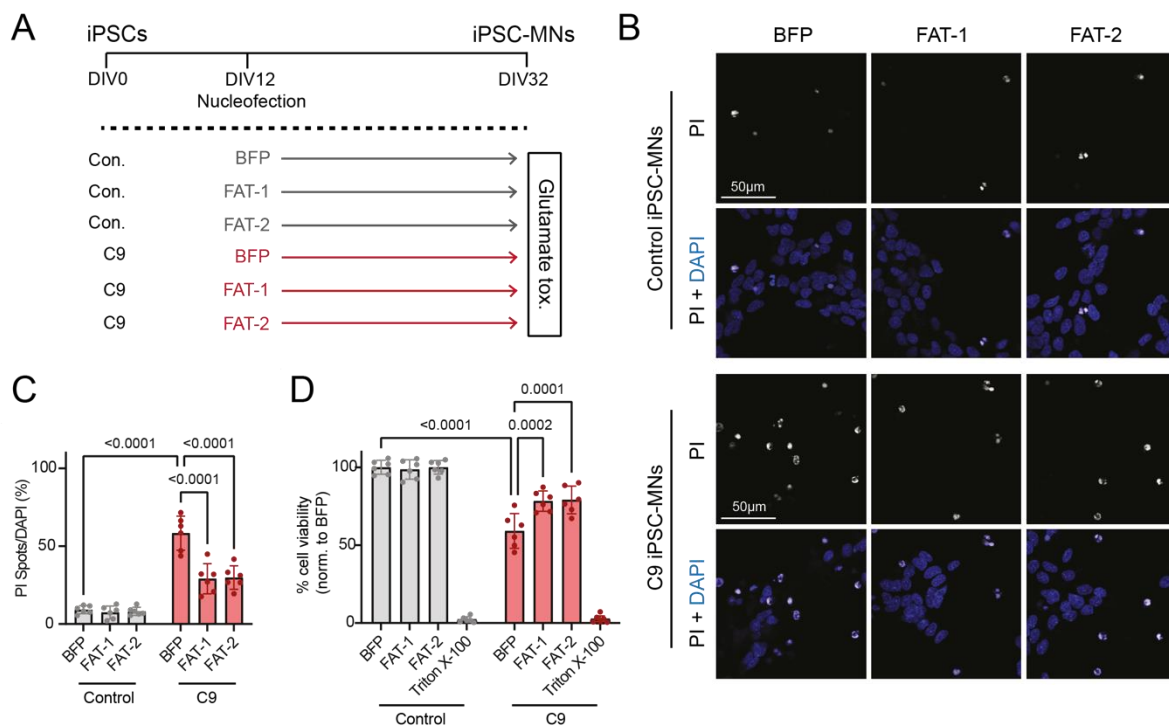 A
iPSCs
iPSC-MNs
DIV0
DIV12
DIV32
Nucleofection
Con.
BFP
Con.
FAT-1
Con.
FAT-2
C9
BFP
C9
FAT-1
C9
FAT-2
Glutamate tox.
B
BFP
FAT-1
FAT-2
Control iPSC-MNs
PI
50μm
PI + DAPI
C9 iPSC-MNs
PI
50μm
PI + DAPI
C
<0.0001
<0.0001
<0.0001
PI Spots/DAPI (%)
100
50
0
BFP
FAT-1
FAT-2
BFP
FAT-1
FAT-2
Control
C9
D
0.0001
<0.0001
0.0002
% cell viability
(norm. to BFP)
100
50
0
BFP
FAT-1
FAT-2
Triton X-100
BFP
FAT-1
FAT-2
Triton X-100
Control
C9